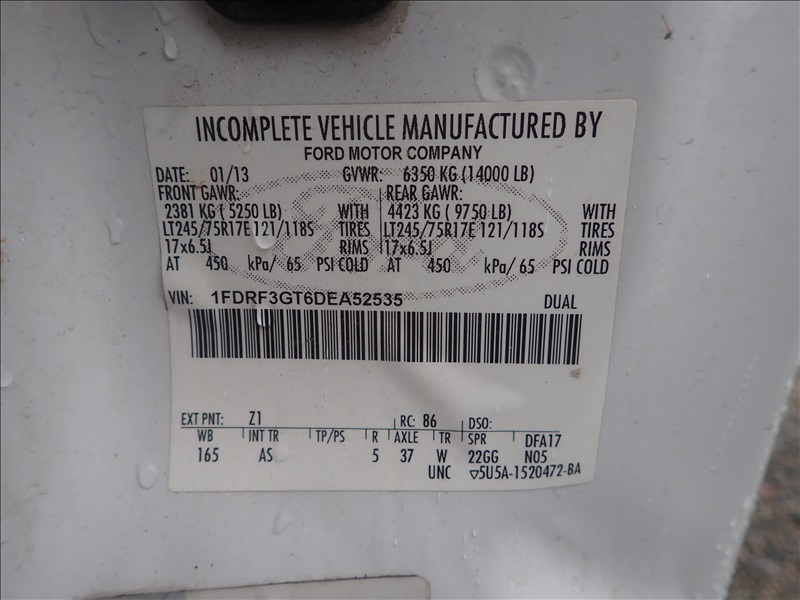 INCOMPLETE VEHICLE MANUFACTURED BY
FORD MOTOR COMPANY
DATE: 01/13 GVWR: 6350 KG (14000 LB)
FRONT GAWR: REAR GAWR:
2381 KG ( 5250 LB) WITH 4423 KG ( 9750 LB) WITH
LT245/75R17E 121/118S TIRES LT245/75R17E 121/118S TIRES
17x6.5J RIMS 17x6.5J RIMS
AT 450 kPa/ 65 PSI COLD AT 450 kPa/ 65 PSI COLD
VIN: 1FDRF3GT6DEA52535 DUAL
EXT PNT: Z1 RC: 86 DSO:
WB INT TR TP/PS R AXLE TR SPR DFA17
165 AS 5 37 W 22GG N05
UNC ▽5U5A-1520472-BA